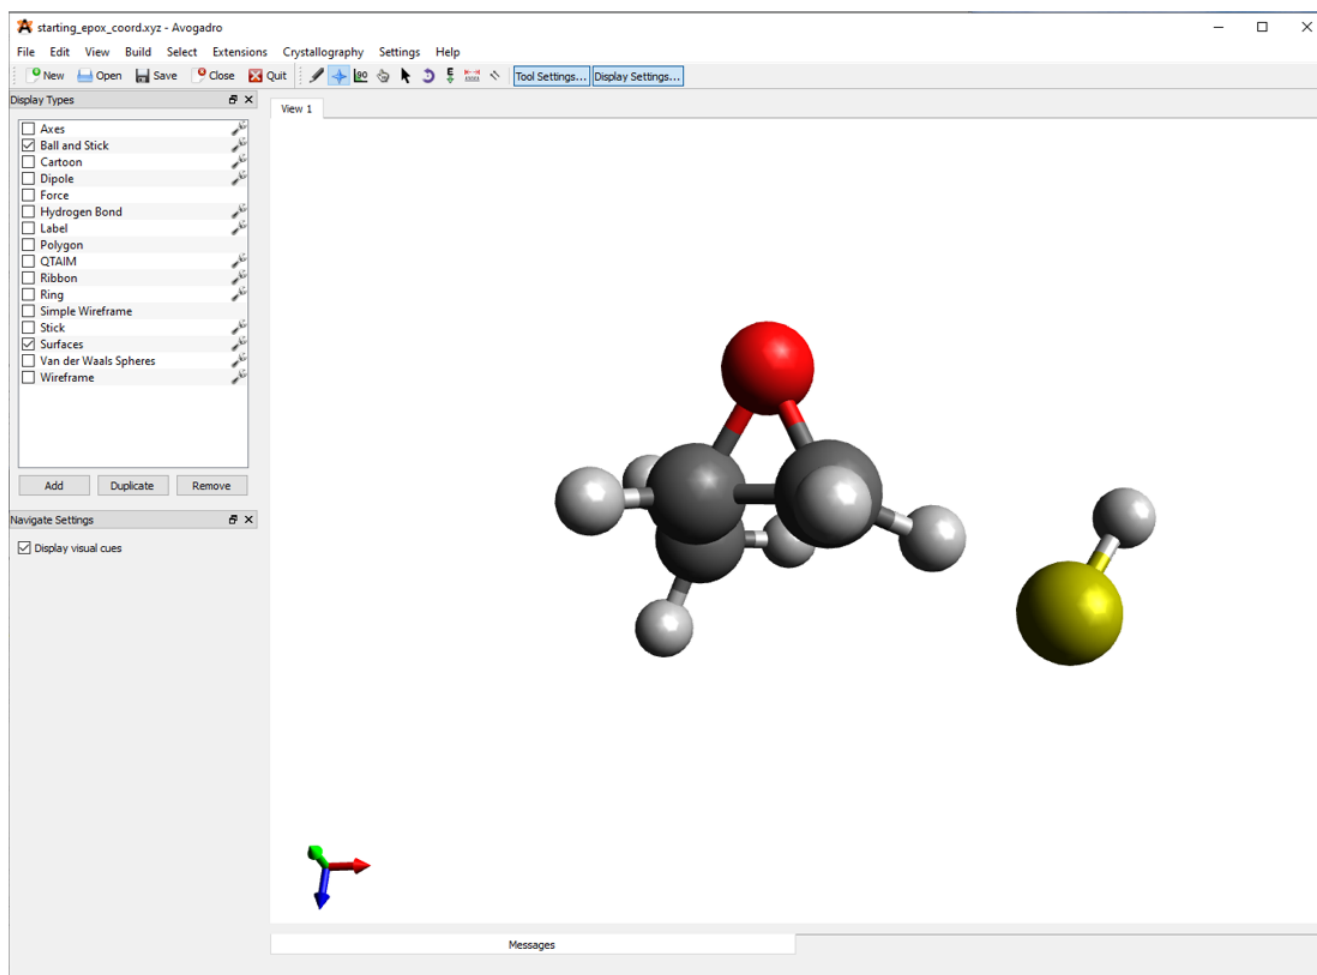 starting_epox_coord.xyz - Avogadro
File Edit View Build Select Extensions Crystallography Settings Help
New Open Save Close Quit Tool Settings... Display Settings...
Display Types
View 1
Axes
Ball and Stick
Cartoon
Dipole
Force
Hydrogen Bond
Label
Polygon
QTAIM
Ribbon
Ring
Simple Wireframe
Stick
Surfaces
Van der Waals Spheres
Wireframe
Add Duplicate Remove
Navigate Settings
Display visual cues
Messages